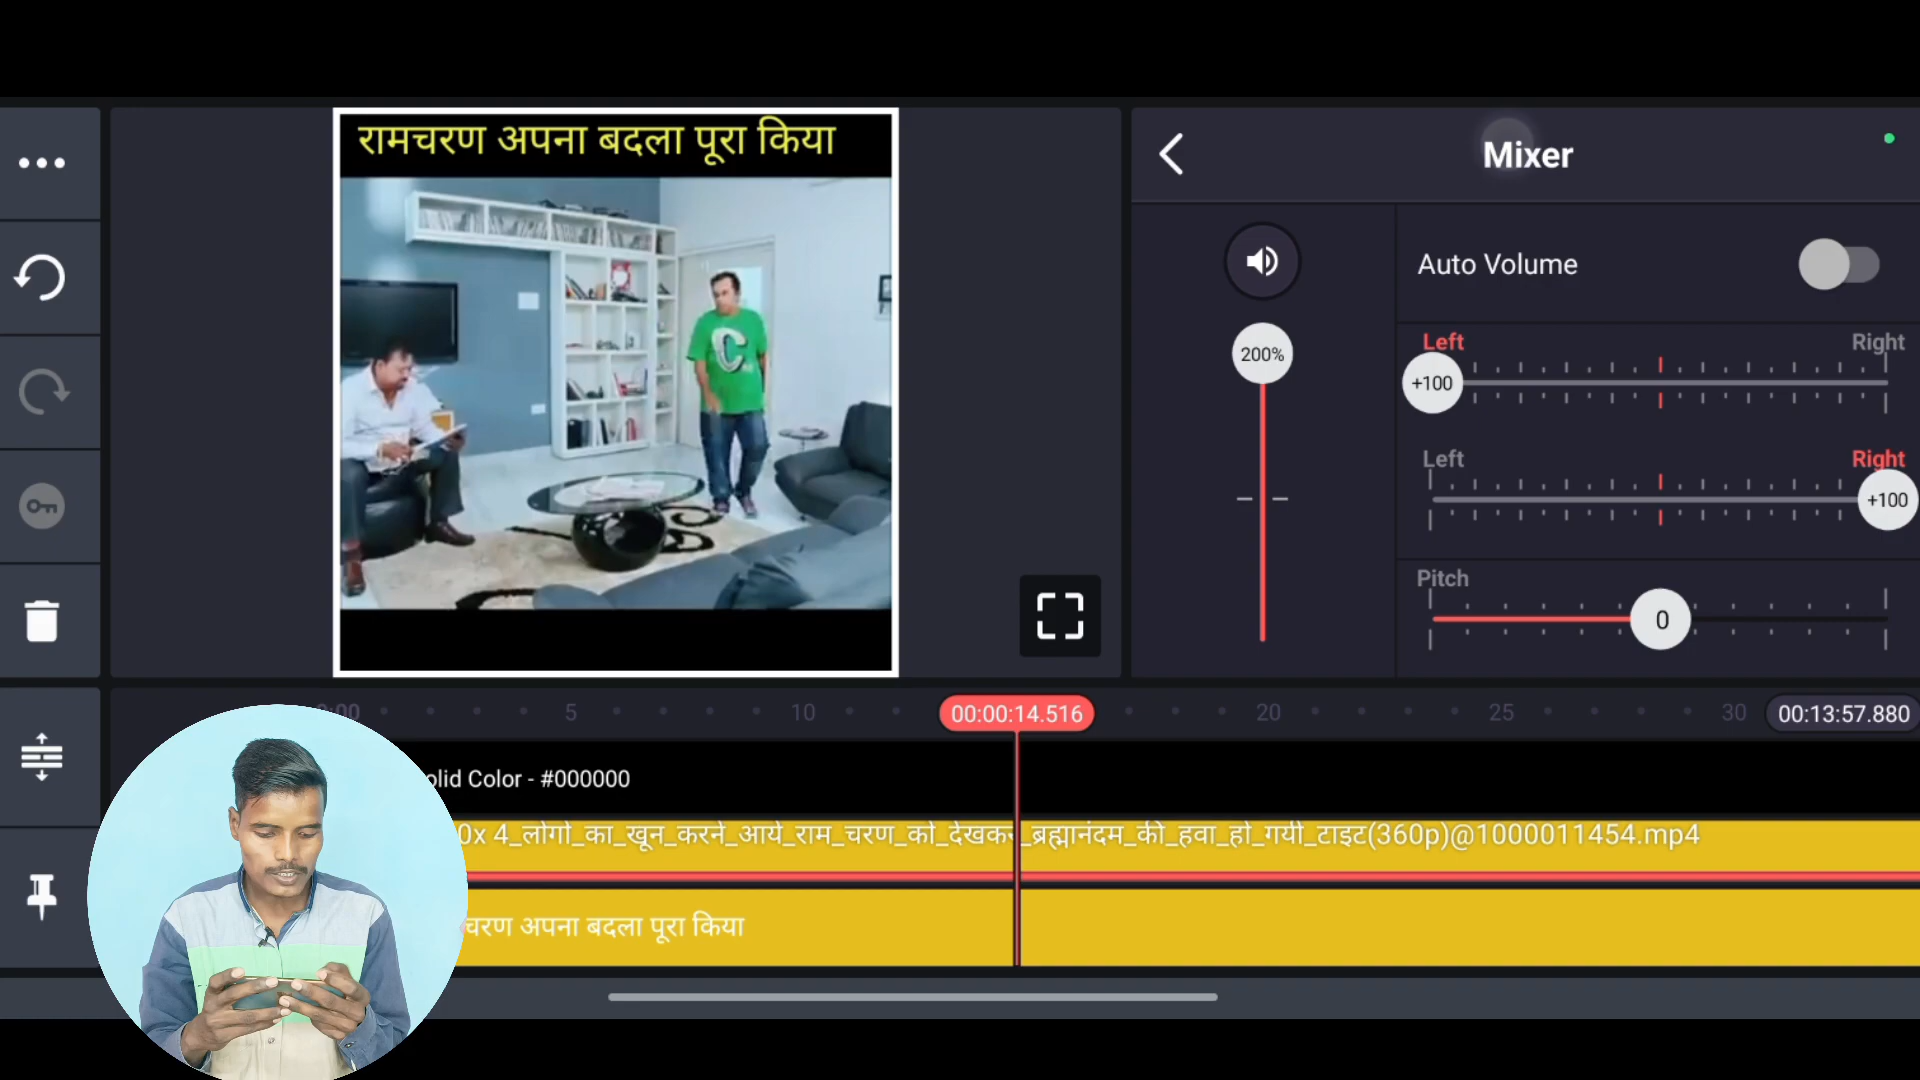 रामचरण अपना बदला पूरा किया
Mixer
200%
Auto Volume
Left
Right
+100
Left
Right
+100
Pitch
0
C
0:00
5
10
00:00:14.516
20
25
30
00:13:57.880
olid Color - #000000
0x 4_लोगो_का_खून_करने_आये_राम_चरण_को_देखकर_ब्रह्मानंदम_की_हवा_हो_गयी_टाइट(360p)@1000011454.mp4
चरण अपना बदला पूरा किया